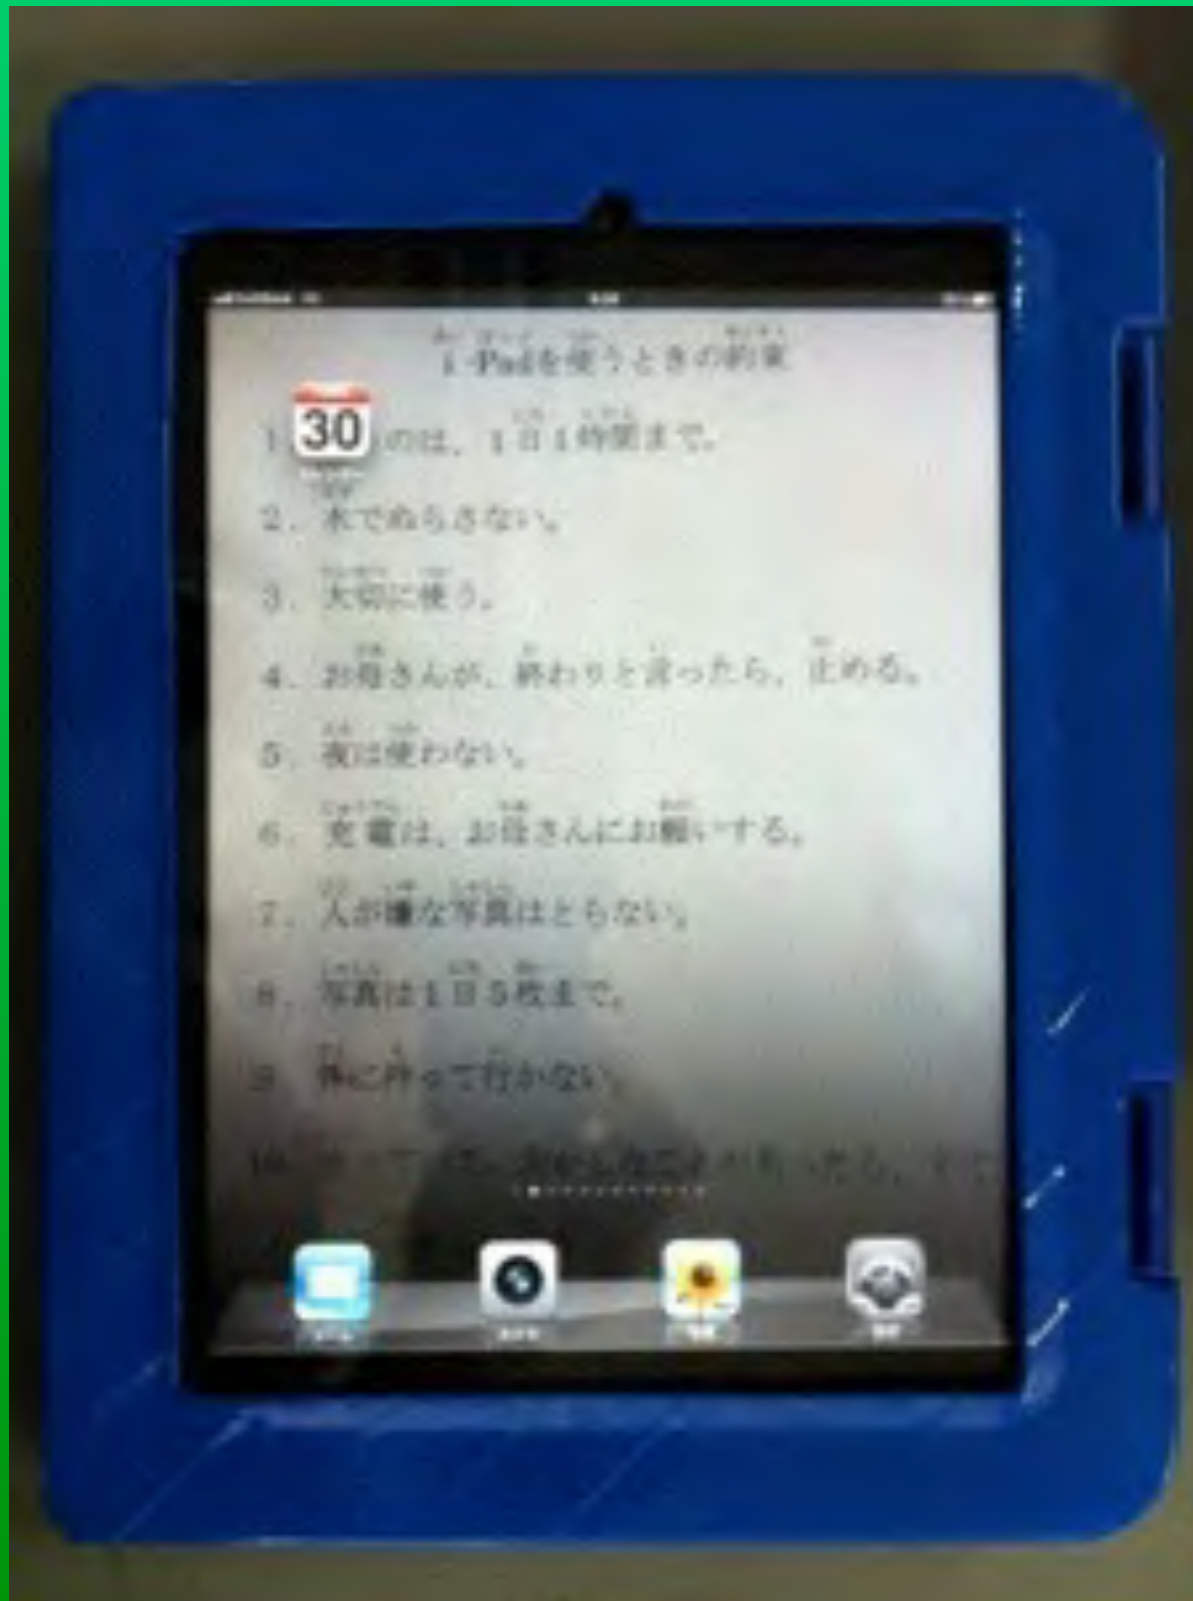 i-Padを使うときの約束
30
1. のは、1日1時間まで。
2. 水でぬらさない。
3. 大切に使う。
4. お母さんが、終わりと言ったら、止める。
5. 夜は使わない。
6. 充電は、お母さんにお願いする。
7. 人が嫌な写真はとらない。
8. 写真は1日5枚まで。
9. 外に持って行かない。
10. ったら、